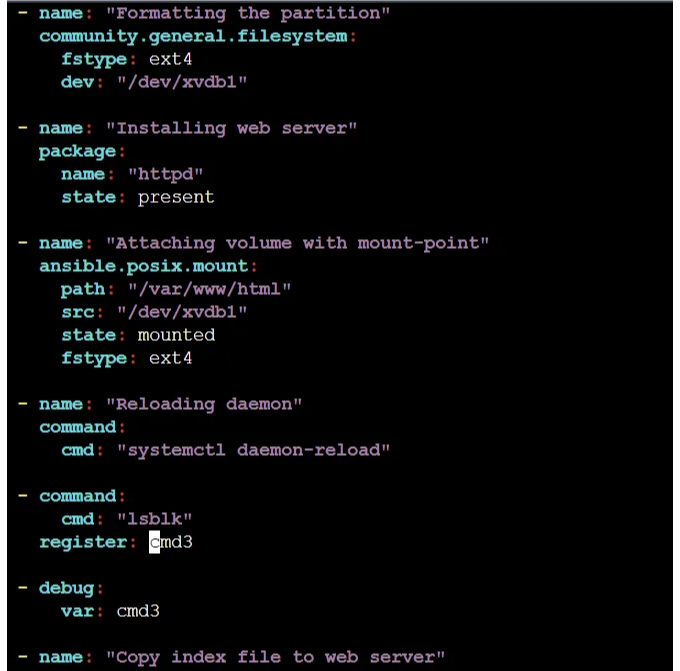 - name: "Formatting the partition"
  community.general.filesystem:
    fstype: ext4
    dev: "/dev/xvdb1"

- name: "Installing web server"
  package:
    name: "httpd"
    state: present

- name: "Attaching volume with mount-point"
  ansible.posix.mount:
    path: "/var/www/html"
    src: "/dev/xvdb1"
    state: mounted
    fstype: ext4

- name: "Reloading daemon"
  command:
    cmd: "systemctl daemon-reload"

- command:
    cmd: "lsblk"
  register: cmd3

- debug:
    var: cmd3

- name: "Copy index file to web server"